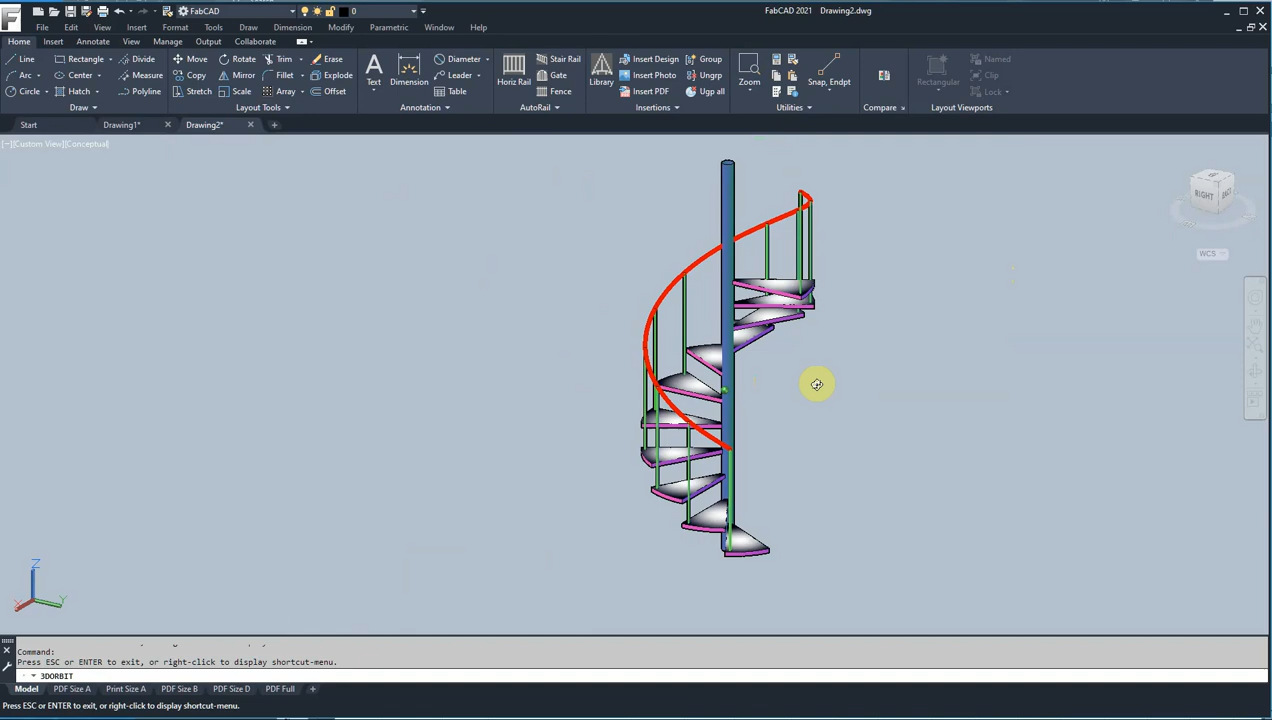 F
FabCAD
FabCAD 2021 Drawing2.dwg
File Edit View Insert Format Tools Draw Dimension Modify Parametric Window Help
Home Insert Annotate View Manage Output Collaborate
Line Rectangle Divide Move Rotate Trim Erase Diameter Stair Rail Insert Design Group Named
Arc Center Measure Copy Mirror Fillet Explode Text Dimension Leader Horiz Rail Gate Library Insert Photo Ungrp Zoom Snap, Endpt Rectangular Clip
Circle Hatch Polyline Stretch Scale Array Offset Table Fence Insert PDF Ugp all Locked
Draw Layout Tools Annotation AutoRail Insertions Utilities Compare Layout Viewports
0
Start Drawing1* Drawing2*
[−][Custom View][Conceptual]
RIGHT
WCS
Z
X
Y
Command:
Press ESC or ENTER to exit, or right-click to display shortcut-menu.
3DORBIT
Model PDF Size A Print Size A PDF Size B PDF Size D PDF Full
Press ESC or ENTER to exit, or right-click to display shortcut-menu.